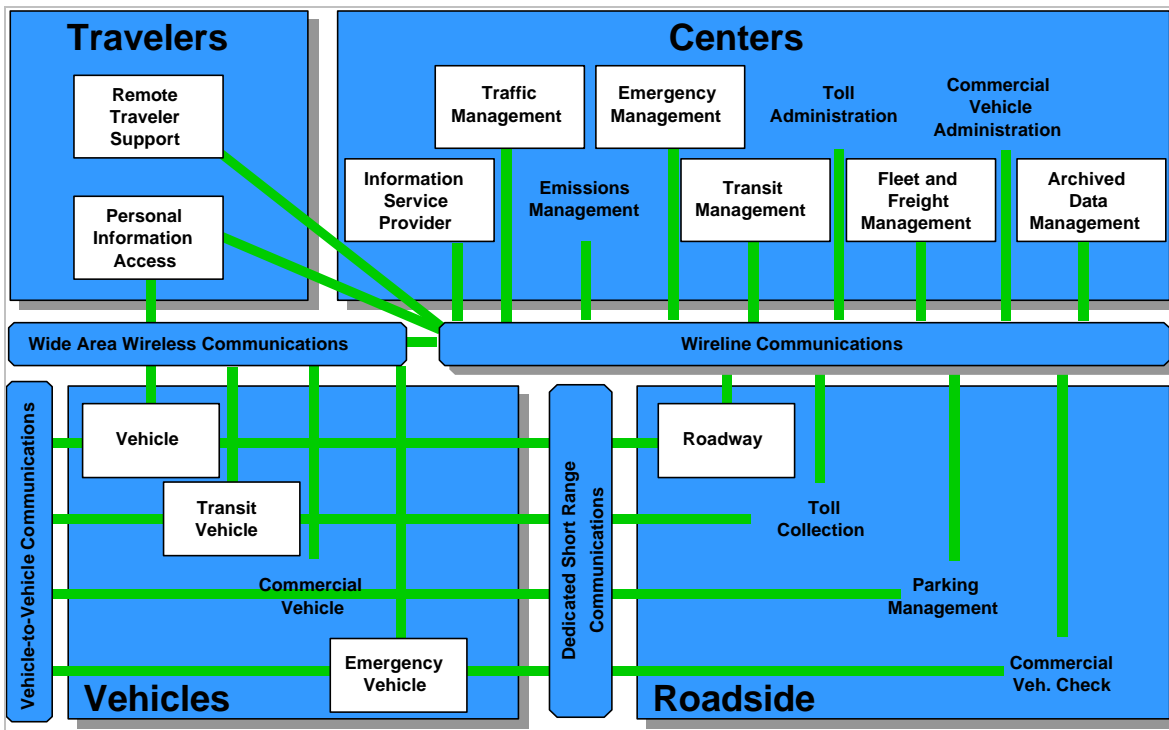 Travelers
Remote
Traveler
Support
Personal
Information
Access
Centers
Traffic
Management
Emergency
Management
Toll
Administration
Commercial
Vehicle
Administration
Information
Service
Provider
Emissions
Management
Transit
Management
Fleet and
Freight
Management
Archived
Data
Management
Wide Area Wireless Communications
Wireline Communications
Vehicle-to-Vehicle Communications
Vehicle
Transit
Vehicle
Commercial
Vehicle
Emergency
Vehicle
Vehicles
Dedicated Short Range
Communications
Roadway
Toll
Collection
Parking
Management
Commercial
Veh. Check
Roadside